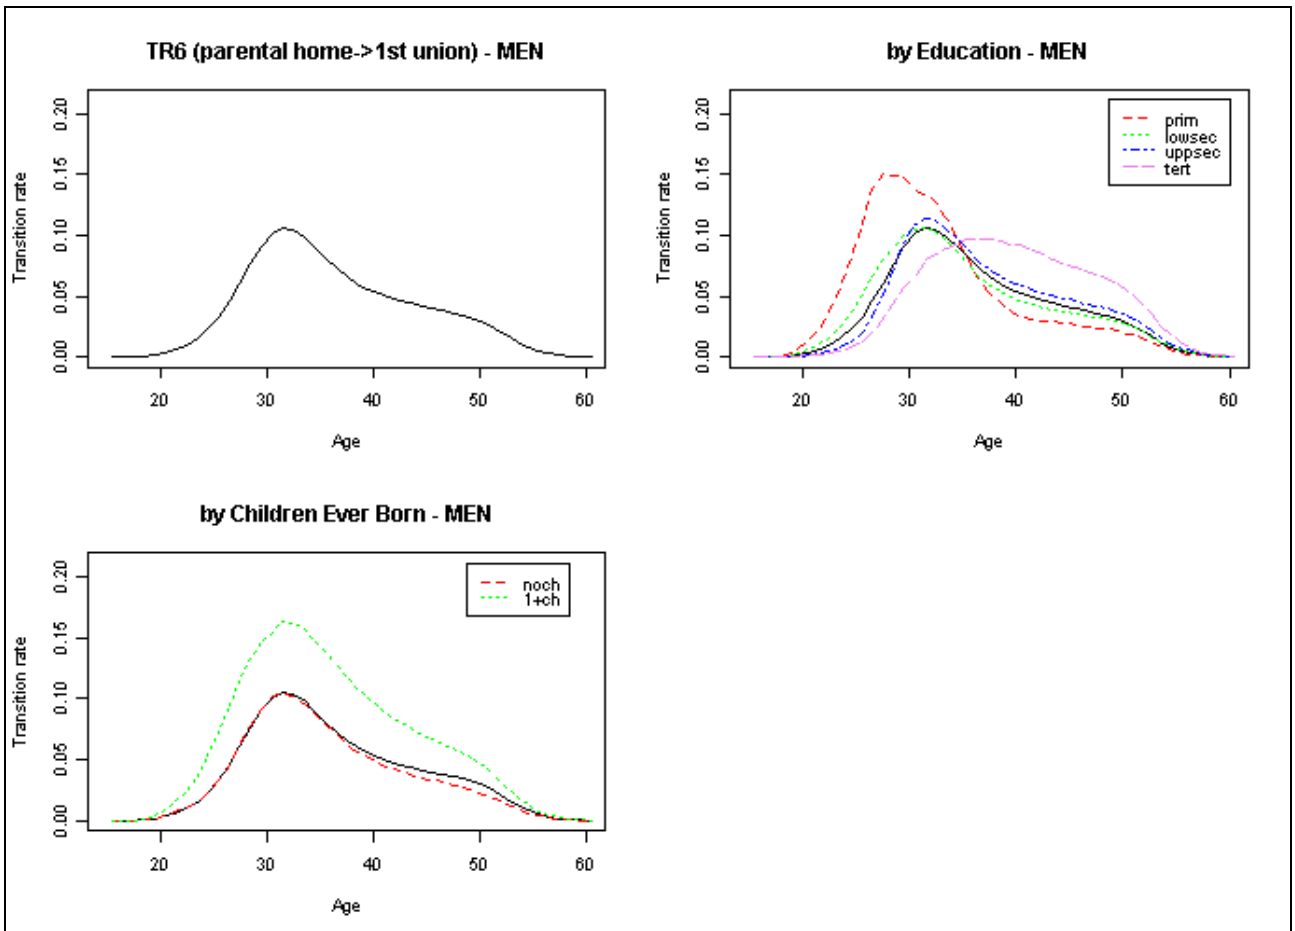 TR6 (parental home->1st union) - MEN
Transition rate
0.20
0.15
0.10
0.05
0.00
20 30 40 50 60
Age
by Education - MEN
Transition rate
0.20
0.15
0.10
0.05
0.00
prim
lowsec
uppsec
tert
20 30 40 50 60
Age
by Children Ever Born - MEN
Transition rate
0.20
0.15
0.10
0.05
0.00
noch
1+ch
20 30 40 50 60
Age